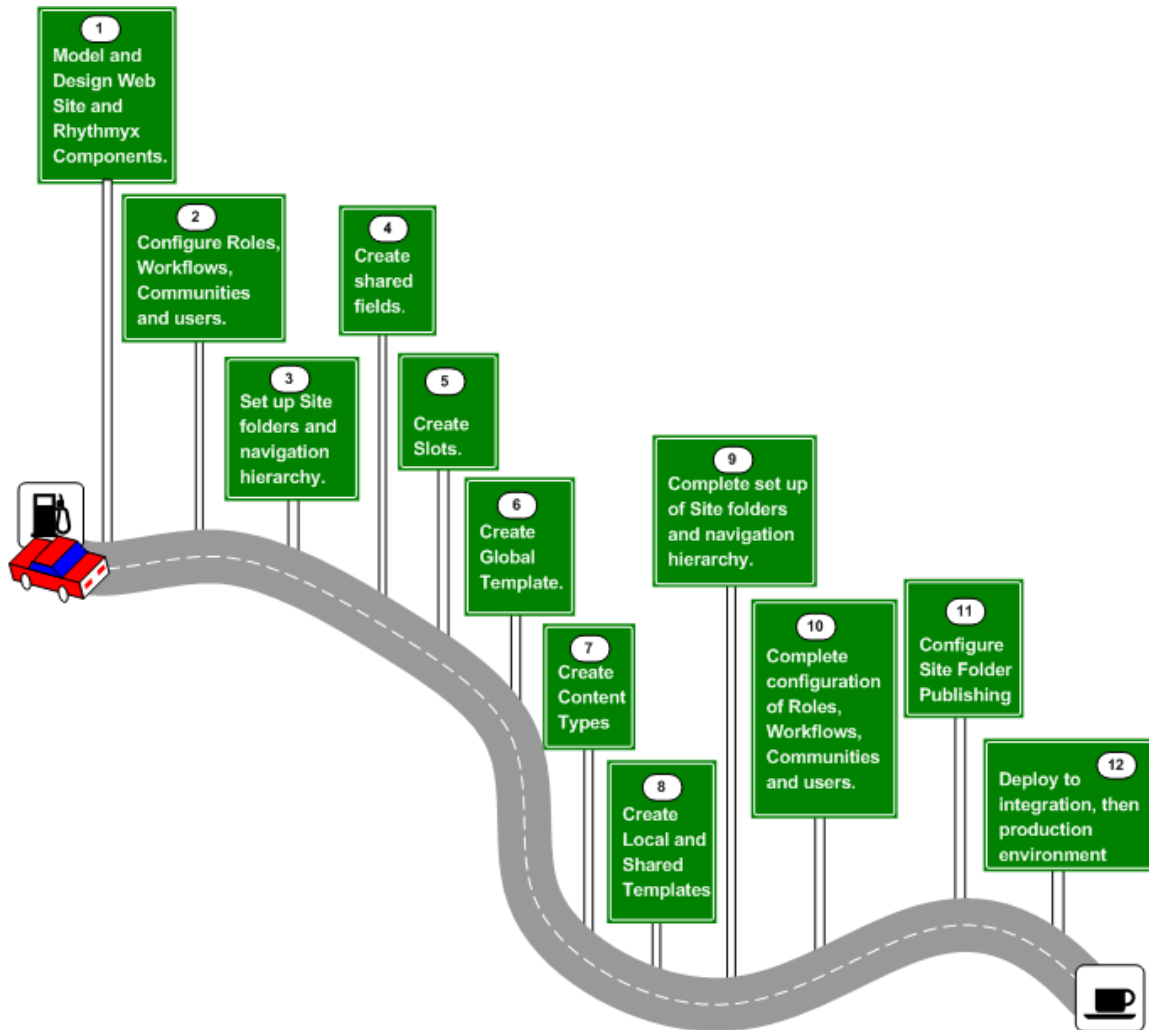 1
Model and
Design Web
Site and
Rhythmyx
Components.
2
Configure Roles,
Workflows,
Communities
and users.
3
Set up Site
folders and
navigation
hierarchy.
4
Create
shared
fields.
5
Create
Slots.
6
Create
Global
Template.
7
Create
Content
Types
8
Create
Local and
Shared
Templates
9
Complete set up
of Site folders
and navigation
hierarchy.
10
Complete
configuration
of Roles,
Workflows,
Communities
and users.
11
Configure
Site Folder
Publishing
12
Deploy to
integration, then
production
environment